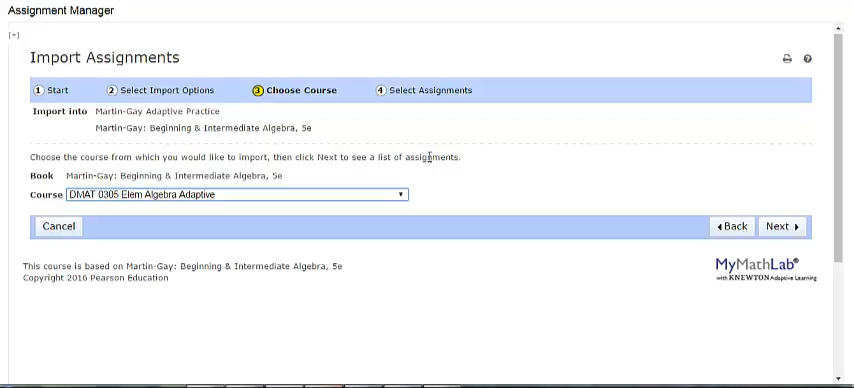 Assignment Manager
[+]
Import Assignments
1 Start 2 Select Import Options 3 Choose Course 4 Select Assignments
Import into Martin-Gay Adaptive Practice
Martin-Gay: Beginning & Intermediate Algebra, 5e
Choose the course from which you would like to import, then click Next to see a list of assignments.
Book Martin-Gay: Beginning & Intermediate Algebra, 5e
Course DMAT 0305 Elem Algebra Adaptive
Cancel Back Next
This course is based on Martin-Gay: Beginning & Intermediate Algebra, 5e
Copyright 2016 Pearson Education
MyMathLab®
with KNEWTON Adaptive Learning